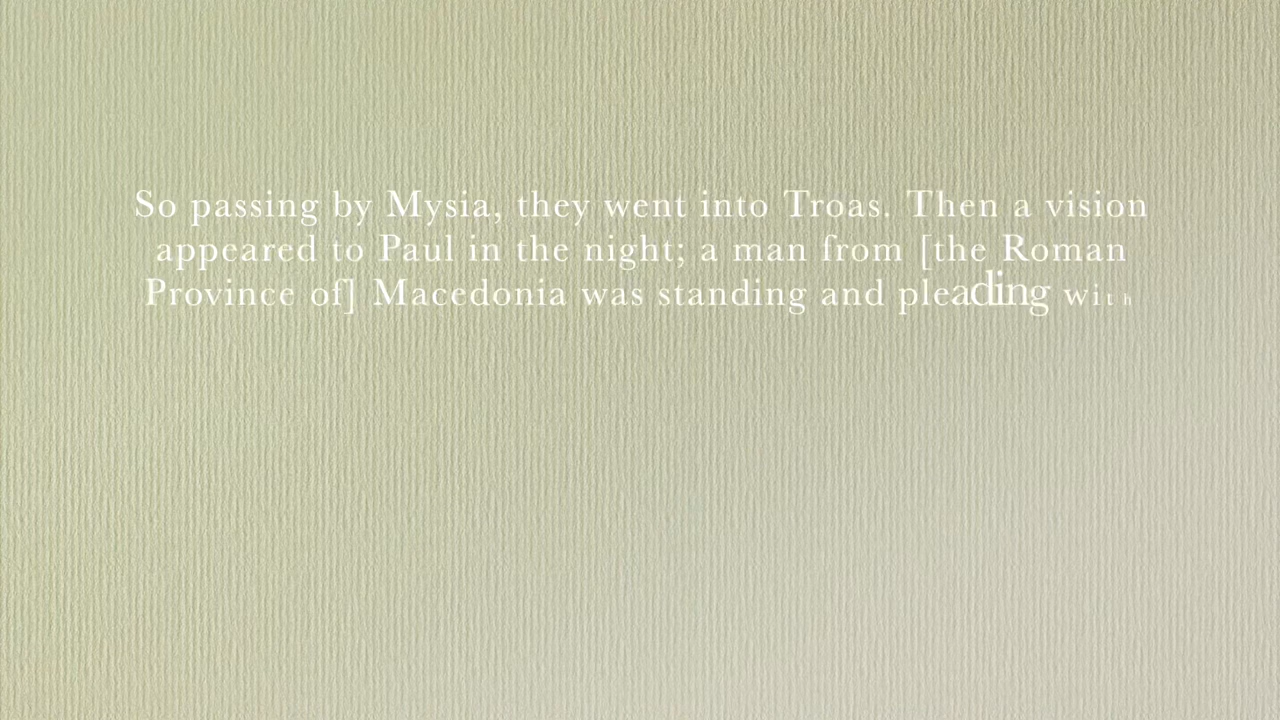 So passing by Mysia, they went into Troas. Then a vision
appeared to Paul in the night; a man from [the Roman
Province of] Macedonia was standing and pleading with